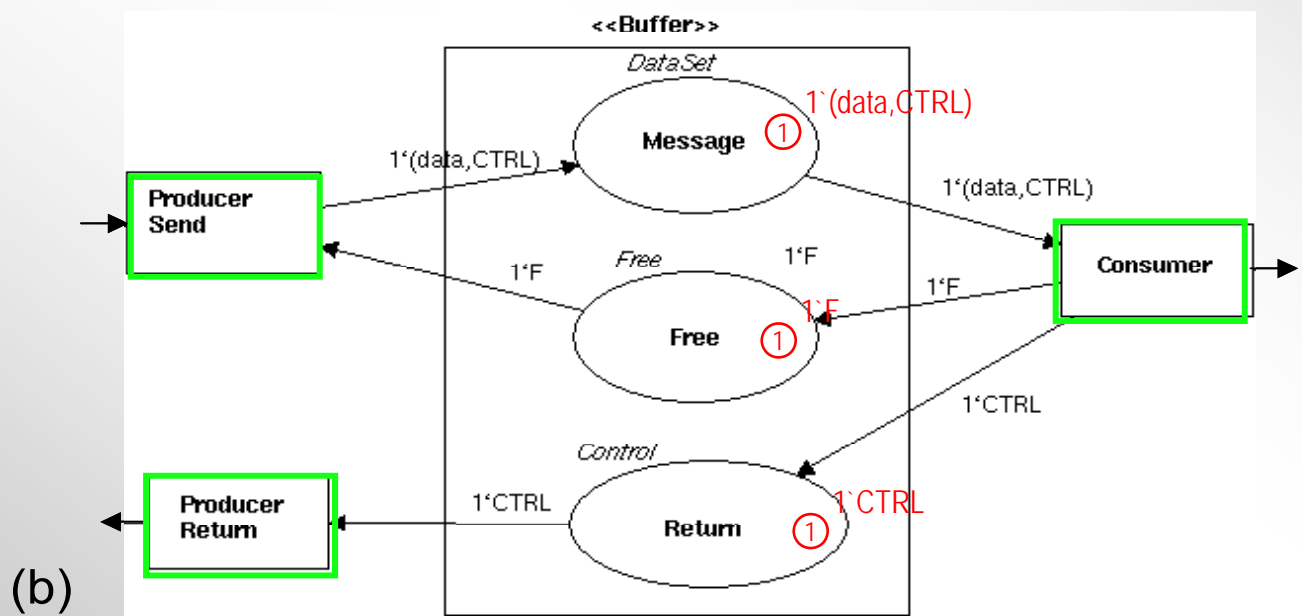 <<Buffer>>
DataSet
1`(data,CTRL)
Message
1
1‘(data,CTRL)
1‘(data,CTRL)
Producer
Send
Consumer
Free
1‘F
1‘F
1‘F
1`F
Free
1
1‘CTRL
Control
1‘CTRL
1`CTRL
Producer
Return
Return
1
(b)